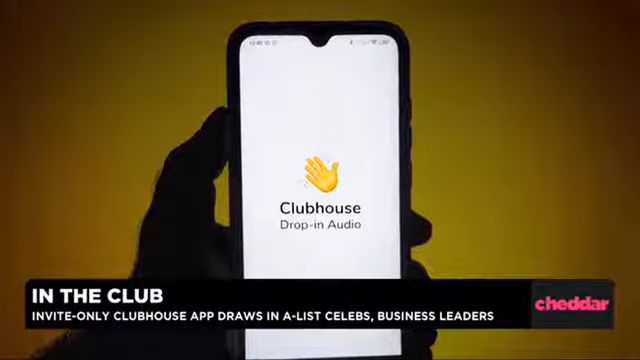 Clubhouse
Drop-in Audio
IN THE CLUB
INVITE-ONLY CLUBHOUSE APP DRAWS IN A-LIST CELEBS, BUSINESS LEADERS
cheddar